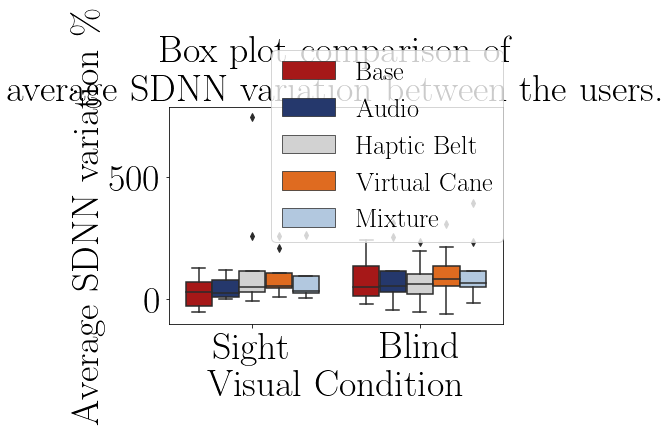 Box plot comparison of
average SDNN variation between the users.
Average SDNN variation %
500
0
Base
Audio
Haptic Belt
Virtual Cane
Mixture
Sight
Blind
Visual Condition